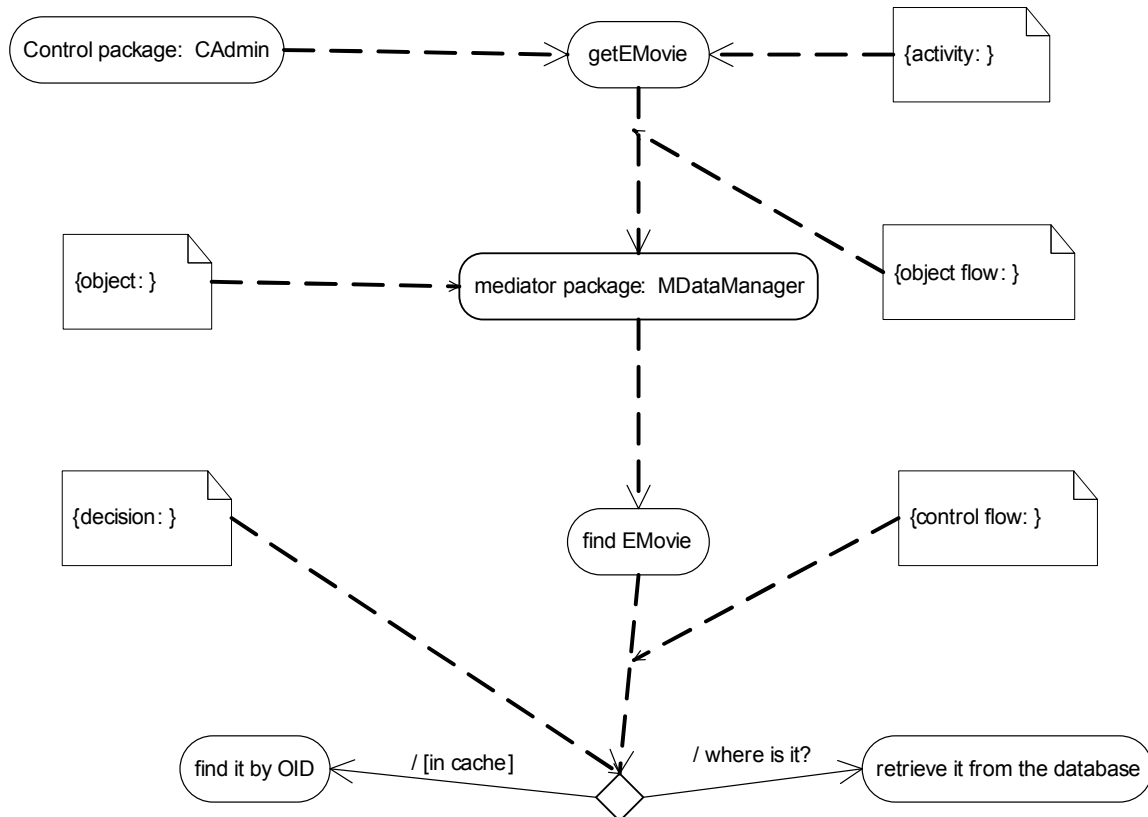 Control package: CAdmin
getEMovie
{activity: }
{object: }
mediator package: MDataManager
{object flow: }
{decision: }
find EMovie
{control flow: }
find it by OID
/ [in cache]
/ where is it?
retrieve it from the database